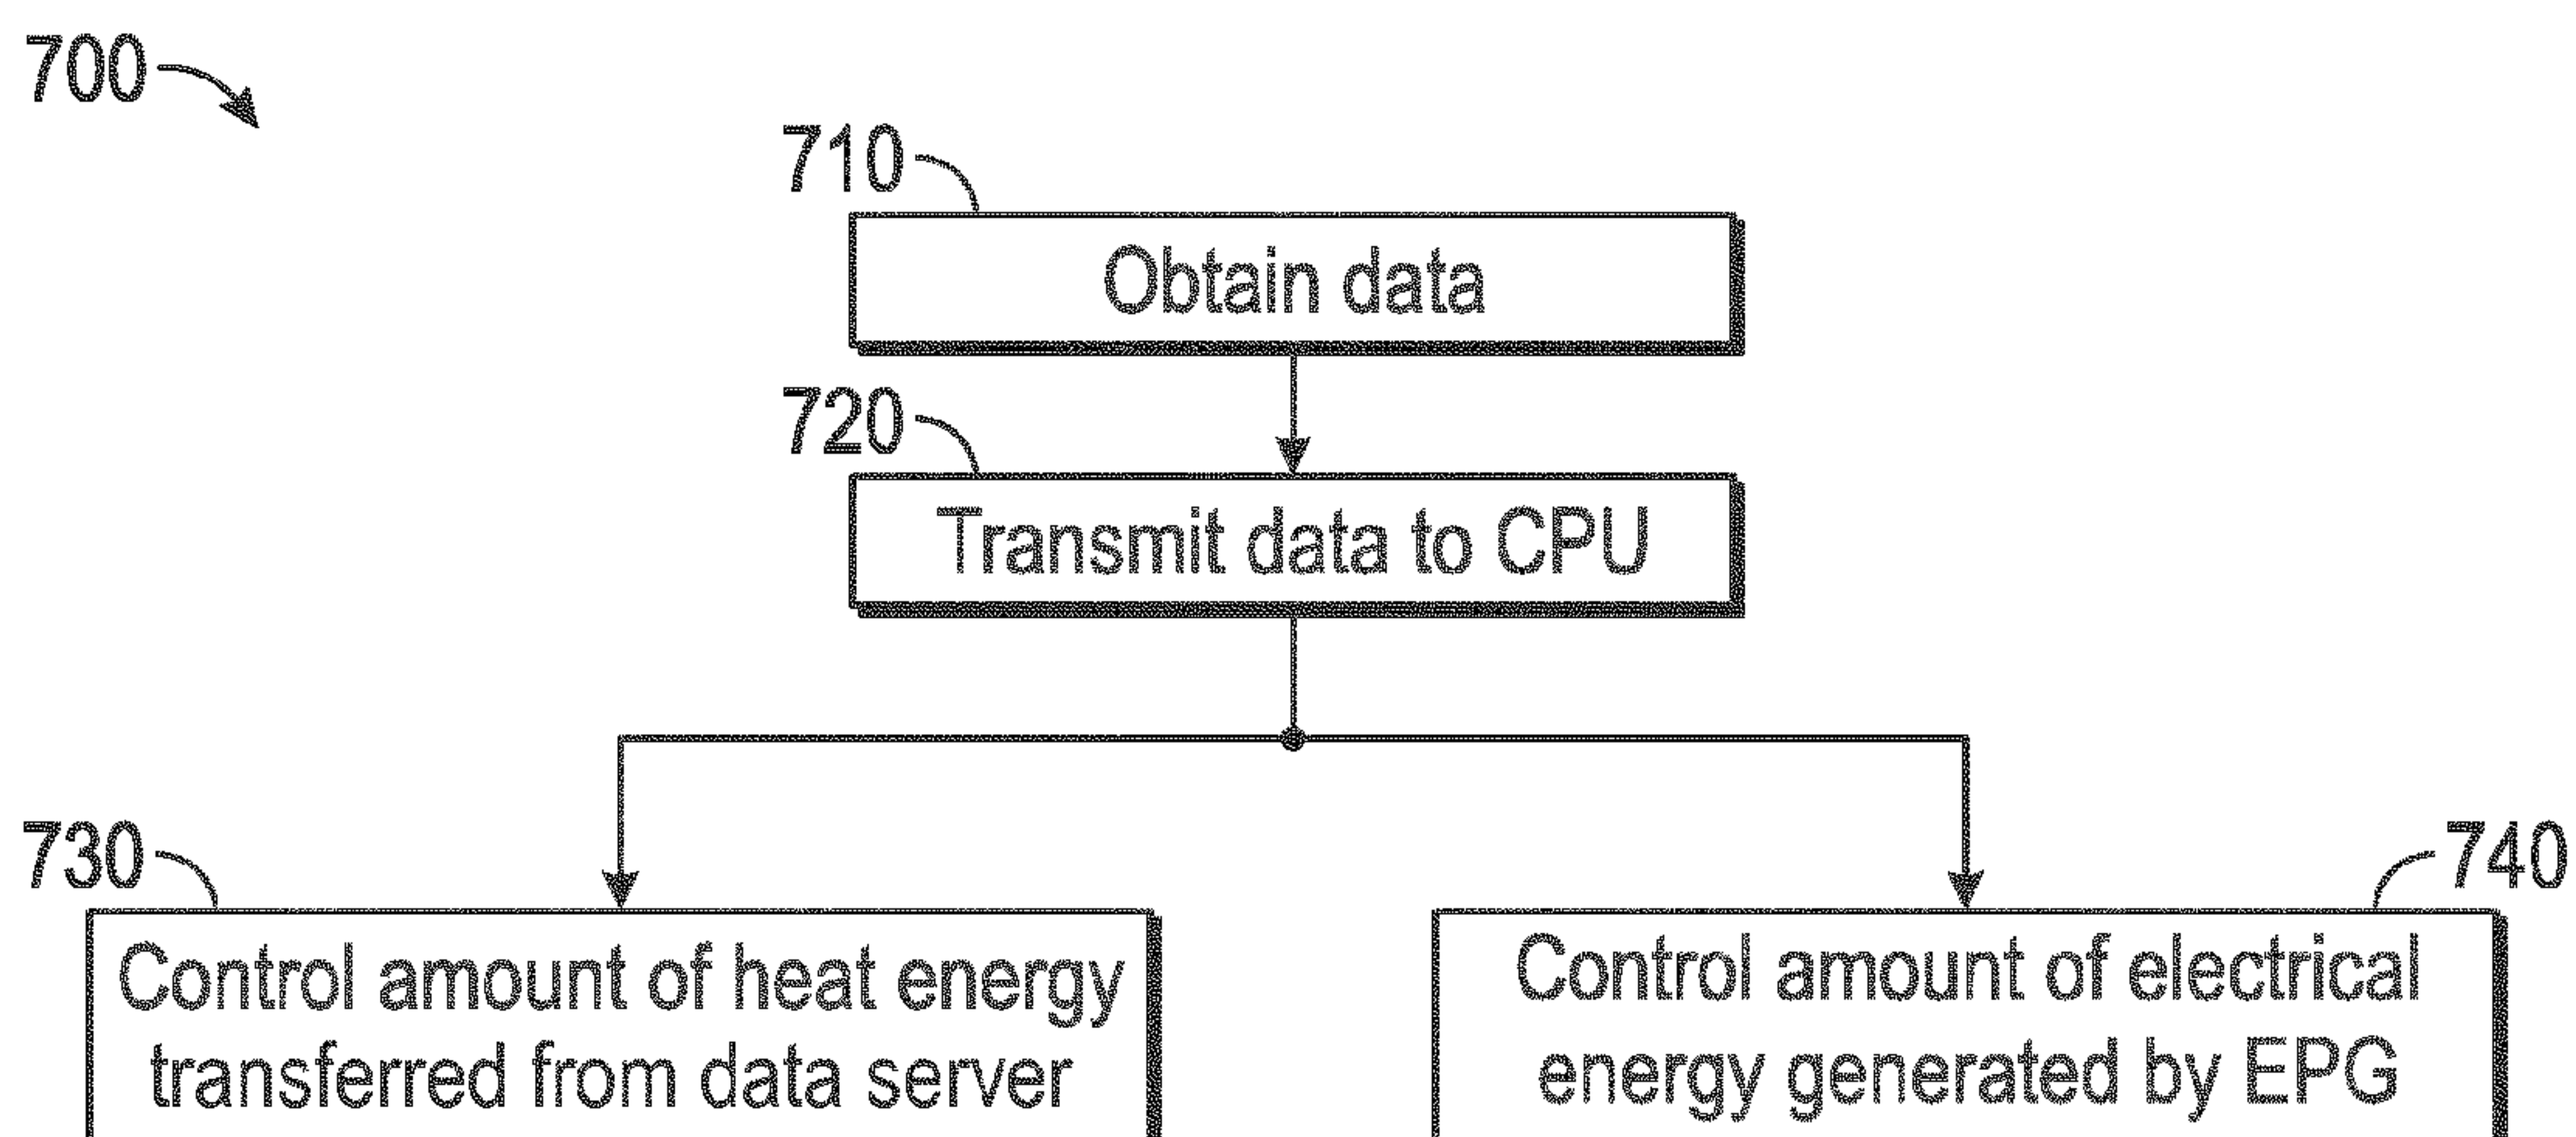 700
710
Obtain data
720
Transmit data to CPU
730
Control amount of heat energy
transferred from data server
740
Control amount of electrical
energy generated by EPG